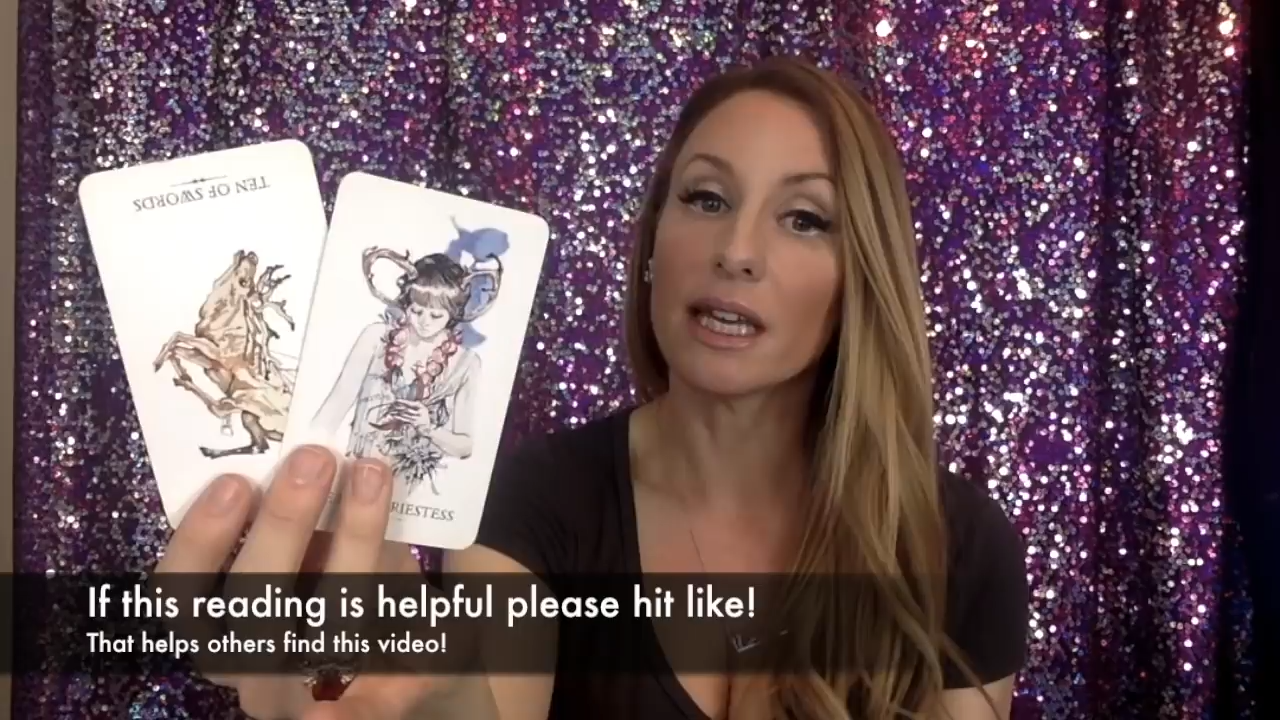 TEN OF SWORDS
RIESTESS
If this reading is helpful please hit like!
That helps others find this video!